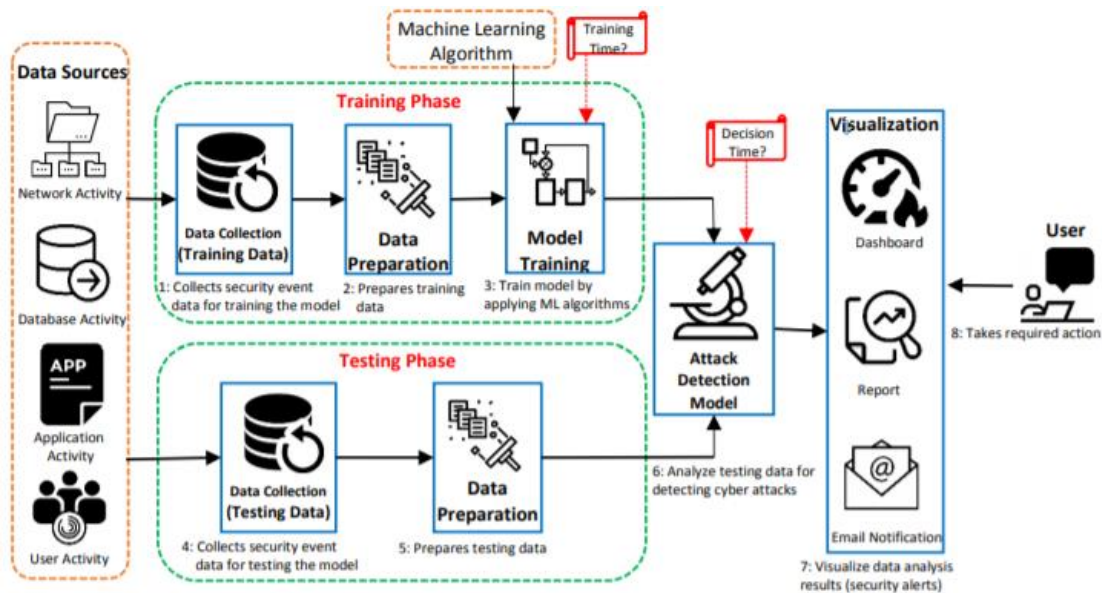 Machine Learning
Algorithm
Training
Time?
Data Sources
Network Activity
Database Activity
APP
Application
Activity
User Activity
Training Phase
Data Collection
(Training Data)
1: Collects security event
data for training the model
Data
Preparation
2: Prepares training
data
Model
Training
3: Train model by
applying ML algorithms
Decision
Time?
Testing Phase
Data Collection
(Testing Data)
4: Collects security event
data for testing the model
Data
Preparation
5: Prepares testing data
Attack
Detection
Model
6: Analyze testing data for
detecting cyber attacks
Visualization
Dashboard
Report
@
Email Notification
7: Visualize data analysis
results (security alerts)
User
8: Takes required action